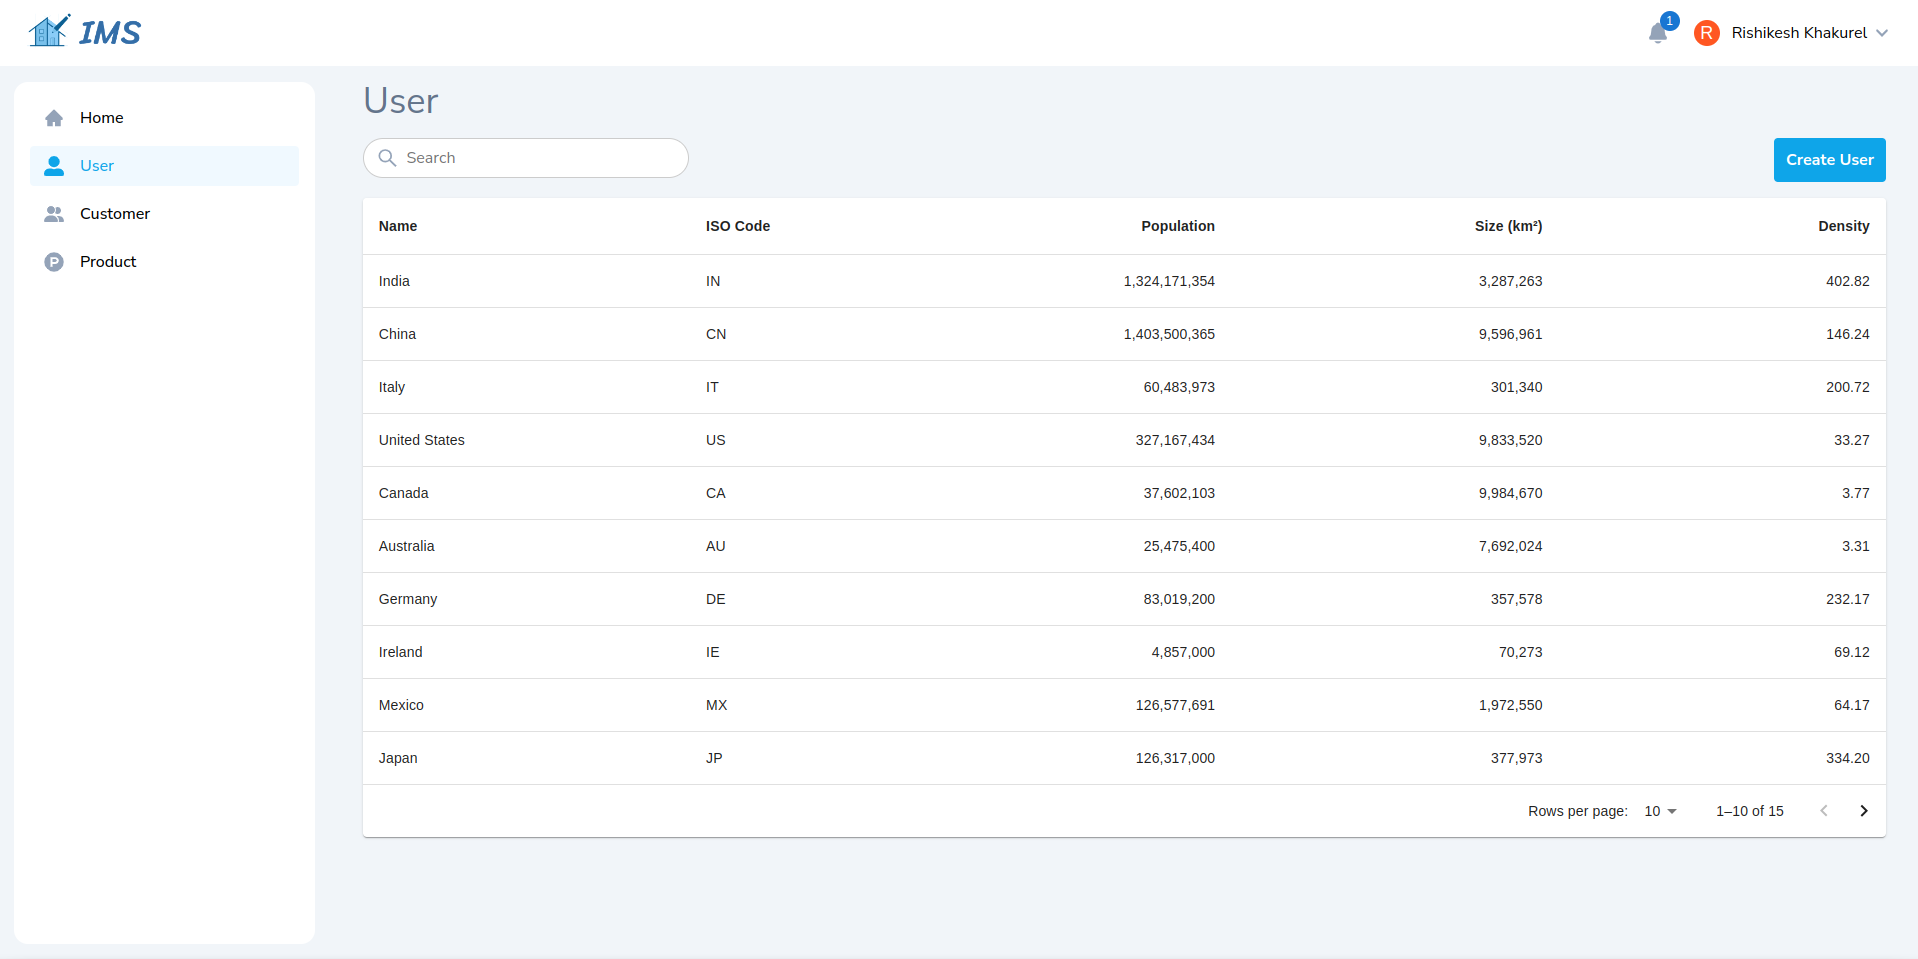 IMS
1
R Rishikesh Khakurel
Home
User
Customer
P Product
User
Search
Create User
Name ISO Code Population Size (km²) Density
India IN 1,324,171,354 3,287,263 402.82
China CN 1,403,500,365 9,596,961 146.24
Italy IT 60,483,973 301,340 200.72
United States US 327,167,434 9,833,520 33.27
Canada CA 37,602,103 9,984,670 3.77
Australia AU 25,475,400 7,692,024 3.31
Germany DE 83,019,200 357,578 232.17
Ireland IE 4,857,000 70,273 69.12
Mexico MX 126,577,691 1,972,550 64.17
Japan JP 126,317,000 377,973 334.20
Rows per page: 10 1–10 of 15